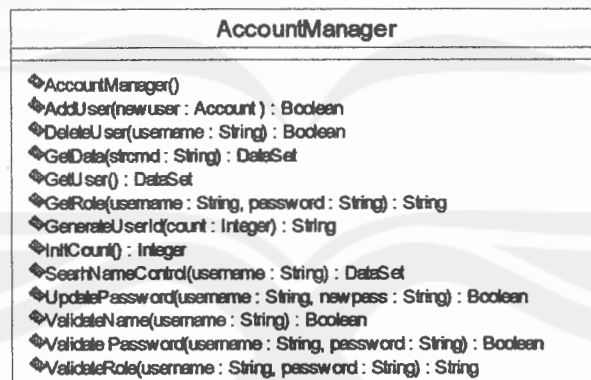 AccountManager
AccountManager()
AddUser(newuser : Account ) : Boolean
DeleteUser(username : String) : Boolean
GetData(strcmd : String) : DataSet
GetUser() : DataSet
GetRole(username : String, password : String) : String
GenerateUserId(count : Integer) : String
InitCount() : Integer
SearhNameControl(username : String) : DataSet
UpdatePassword(username : String, newpass : String) : Boolean
ValidateName(username : String) : Boolean
Validate Password(username : String, password : String) : Boolean
ValidateRole(username : String, password : String) : String